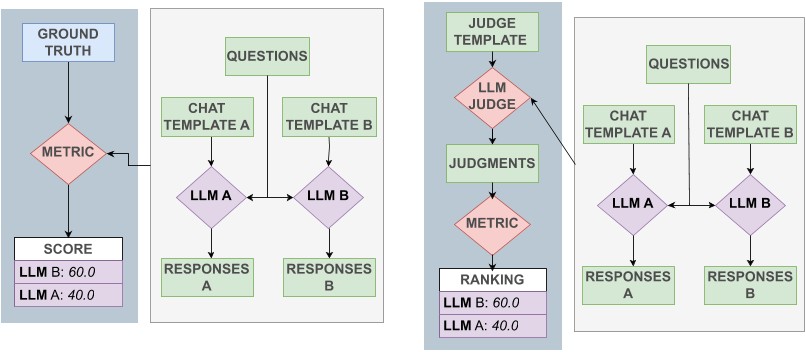 GROUND
TRUTH
METRIC
SCORE
LLM B: 60.0
LLM A: 40.0
QUESTIONS
CHAT
TEMPLATE A
CHAT
TEMPLATE B
LLM A
LLM B
RESPONSES
A
RESPONSES
B
JUDGE
TEMPLATE
LLM
JUDGE
JUDGMENTS
METRIC
RANKING
LLM B: 60.0
LLM A: 40.0
QUESTIONS
CHAT
TEMPLATE A
CHAT
TEMPLATE B
LLM A
LLM B
RESPONSES
A
RESPONSES
B